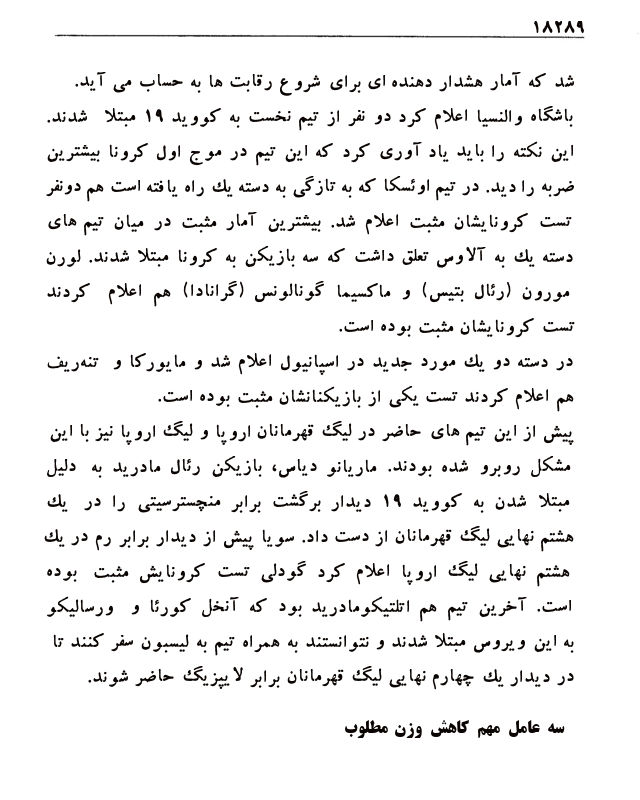 ۱۸۲۸۹
شد که آمار هشدار دهنده ای برای شروع رقابت ها به حساب می آید.
باشگاه والنسیا اعلام کرد دو نفر از تیم نخست به کووید ۱۹ مبتلا شدند.
این نکته را باید یاد آوری کرد که این تیم در موج اول کرونا بیشترین
ضربه را دید. در تیم اوئسکا که به تازگی به دسته یك راه یافته است هم دونفر
تست کرونایشان مثبت اعلام شد. بیشترین آمار مثبت در میان تیم های
دسته یك به آلاوس تعلق داشت که سه بازیکن به کرونا مبتلا شدند. لورن
مورون (رئال بتیس) و ماکسیما گونالونس (گرانادا) هم اعلام کردند
تست کرونایشان مثبت بوده است.
در دسته دو یك مورد جدید در اسپانیول اعلام شد و مایورکا و تنه‌ریف
هم اعلام کردند تست یکی از بازیکنانشان مثبت بوده است.
پیش از این تیم های حاضر در لیگ قهرمانان اروپا و لیگ اروپا نیز با این
مشکل روبرو شده بودند. ماریانو دیاس، بازیکن رئال مادرید به دلیل
مبتلا شدن به کووید ۱۹ دیدار برگشت برابر منچسترسیتی را در یك
هشتم نهایی لیگ قهرمانان از دست داد. سویا پیش از دیدار برابر رم در یك
هشتم نهایی لیگ اروپا اعلام کرد گودلی تست کرونایش مثبت بوده
است. آخرین تیم هم اتلتیکومادرید بود که آنخل کورئا و ورسالیکو
به این ویروس مبتلا شدند و نتوانستند به همراه تیم به لیسبون سفر کنند تا
در دیدار یك چهارم نهایی لیگ قهرمانان برابر لایپزیگ حاضر شوند.
سه عامل مهم کاهش وزن مطلوب